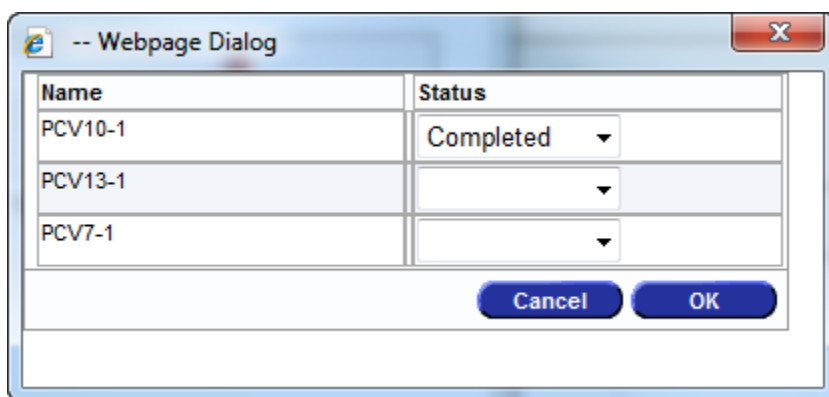 -- Webpage Dialog
Name Status
PCV10-1 Completed
PCV13-1
PCV7-1
Cancel OK